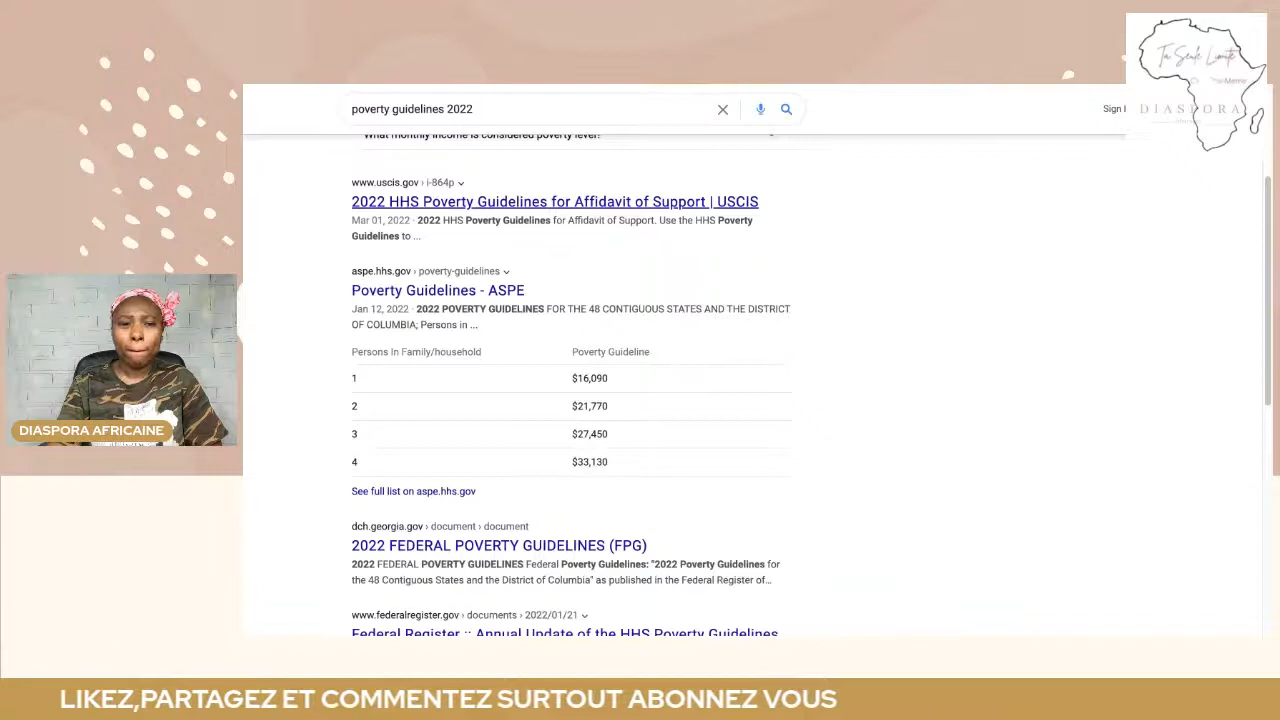 poverty guidelines 2022
Sign I
What monthly income is considered poverty level?
www.uscis.gov › i-864p
2022 HHS Poverty Guidelines for Affidavit of Support | USCIS
Mar 01, 2022 · 2022 HHS Poverty Guidelines for Affidavit of Support. Use the HHS Poverty
Guidelines to ...
aspe.hhs.gov › poverty-guidelines
Poverty Guidelines - ASPE
Jan 12, 2022 · 2022 POVERTY GUIDELINES FOR THE 48 CONTIGUOUS STATES AND THE DISTRICT
OF COLUMBIA; Persons in ...
Persons In Family/household Poverty Guideline
1 $16,090
2 $21,770
3 $27,450
4 $33,130
See full list on aspe.hhs.gov
dch.georgia.gov › document › document
2022 FEDERAL POVERTY GUIDELINES (FPG)
2022 FEDERAL POVERTY GUIDELINES Federal Poverty Guidelines: "2022 Poverty Guidelines for
the 48 Contiguous States and the District of Columbia" as published in the Federal Register of...
www.federalregister.gov › documents › 2022/01/21
Federal Register :: Annual Update of the HHS Poverty Guidelines
Ta Seule Limite
DIASPORA
DIASPORA AFRICAINE
LIKEZ,PARTAGEZ ET COMMENTEZ SURTOUT ABONNEZ VOUS